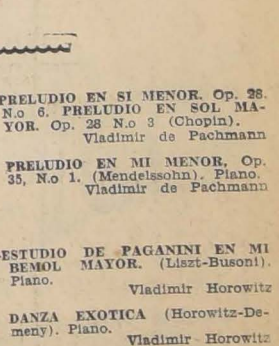 PRELUDIO EN SI MENOR. Op. 28.
N.o 6. PRELUDIO EN SOL MA-
YOR. Op. 28 N.o 3 (Chopin).
Vladimir de Pachmann
PRELUDIO EN MI MENOR, Op.
35, N.o 1. (Mendelssohn). Piano.
Vladimir de Pachmann
ESTUDIO DE PAGANINI EN MI
BEMOL MAYOR. (Liszt-Busoni).
Piano.
Vladimir Horowitz
DANZA EXOTICA (Horowitz-De-
meny). Piano.
Vladimir Horowitz